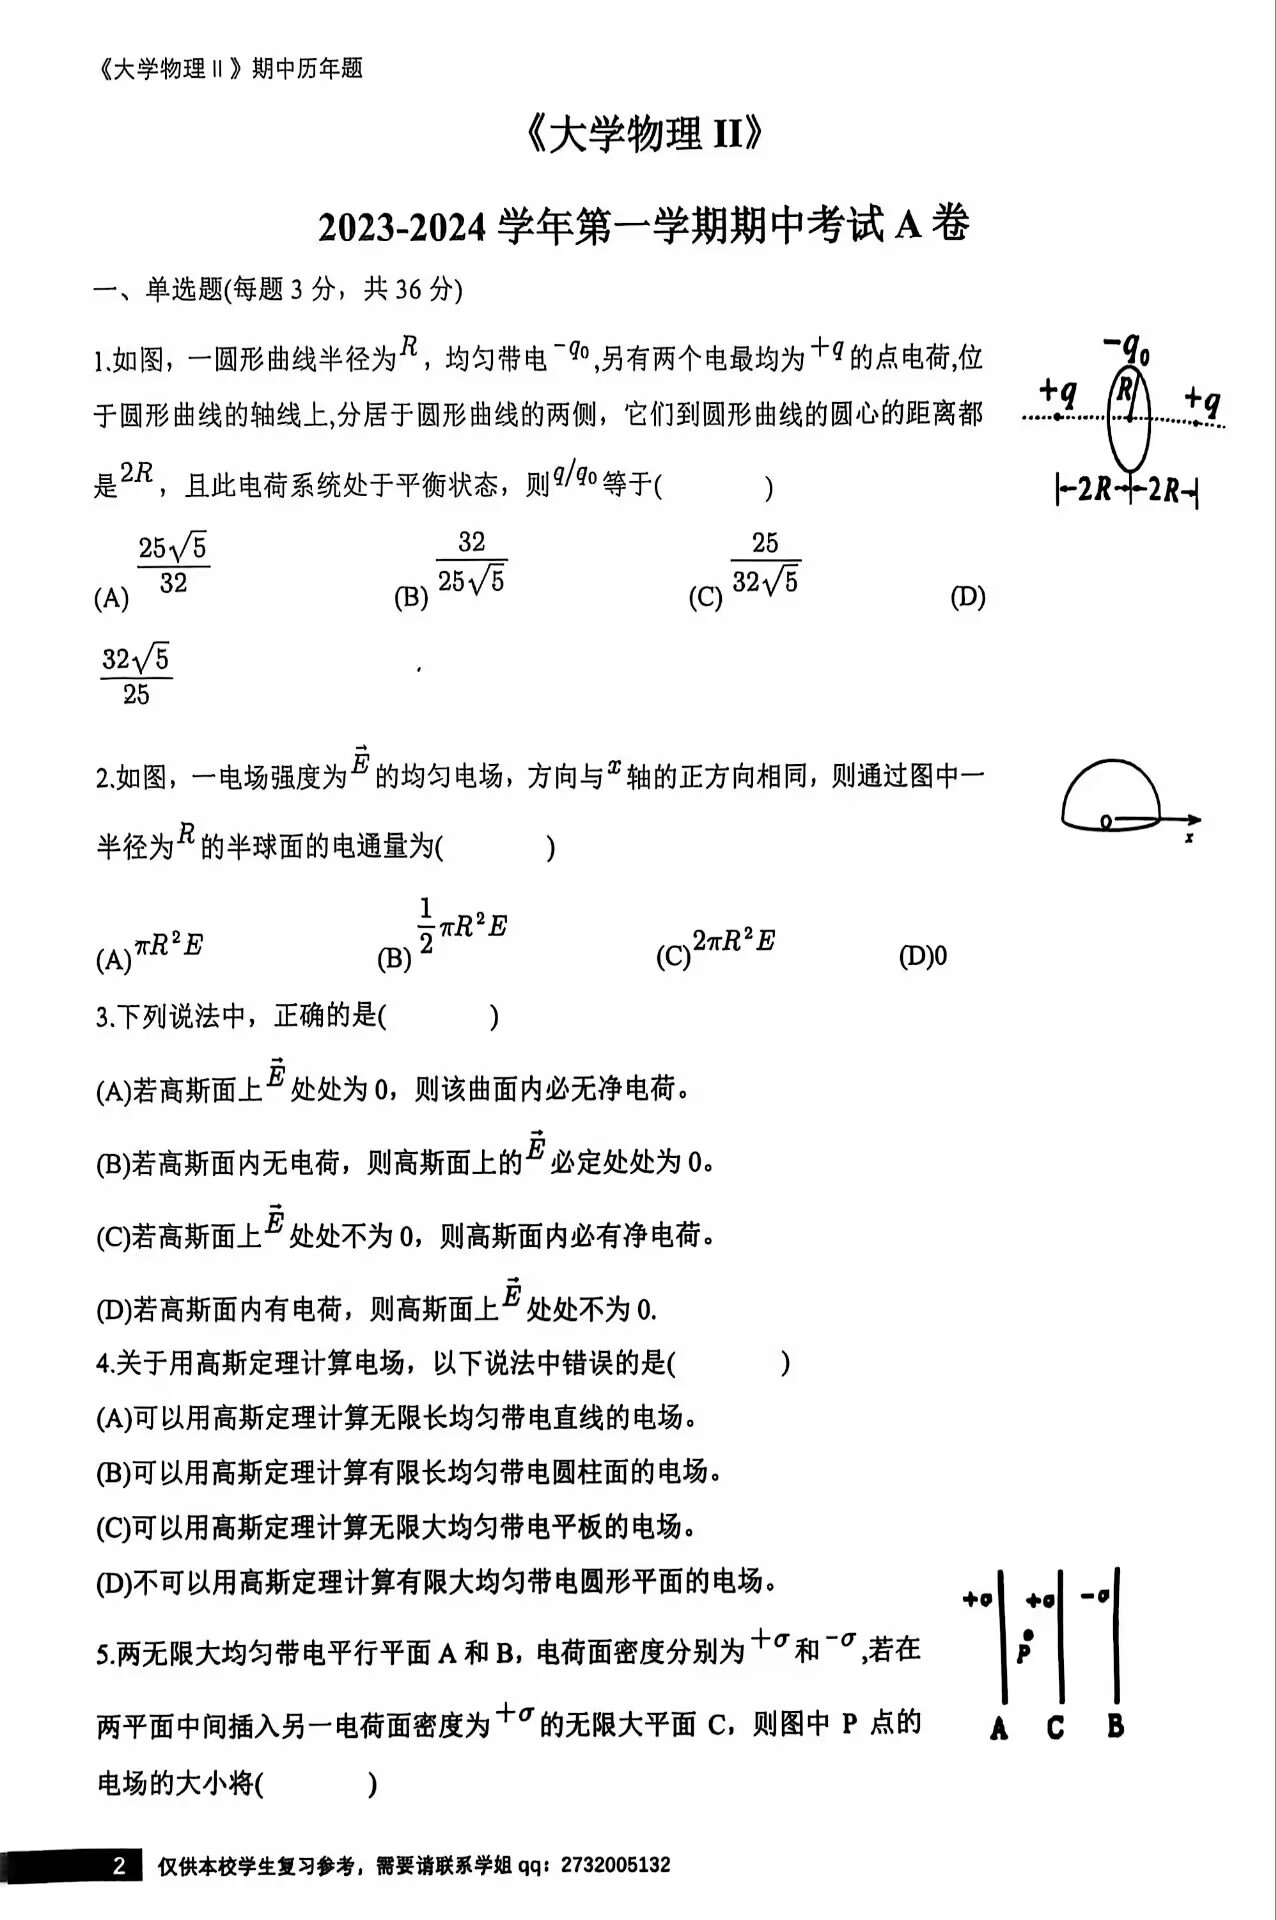 《大学物理Ⅱ》期中历年题
《大学物理 II》
2023-2024 学年第一学期期中考试 A 卷
一、单选题(每题 3 分，共 36 分)
1.如图，一圆形曲线半径为R，均匀带电−q₀,另有两个电最均为+q的点电荷,位
于圆形曲线的轴线上,分居于圆形曲线的两侧，它们到圆形曲线的圆心的距离都
是2R，且此电荷系统处于平衡状态，则q/q₀等于( )
−q₀
+q R +q
2R 2R
(A) 25√5/32 (B) 32/(25√5) (C) 25/(32√5) (D)
32√5/25
2.如图，一电场强度为E⃗的均匀电场，方向与x轴的正方向相同，则通过图中一
半径为R的半球面的电通量为( )
O x
(A)πR²E (B)1/2 πR²E (C)2πR²E (D)0
3.下列说法中，正确的是( )
(A)若高斯面上E⃗处处为 0，则该曲面内必无净电荷。
(B)若高斯面内无电荷，则高斯面上的E⃗必定处处为 0。
(C)若高斯面上E⃗处处不为 0，则高斯面内必有净电荷。
(D)若高斯面内有电荷，则高斯面上E⃗处处不为 0.
4.关于用高斯定理计算电场，以下说法中错误的是( )
(A)可以用高斯定理计算无限长均匀带电直线的电场。
(B)可以用高斯定理计算有限长均匀带电圆柱面的电场。
(C)可以用高斯定理计算无限大均匀带电平板的电场。
(D)不可以用高斯定理计算有限大均匀带电圆形平面的电场。
5.两无限大均匀带电平行平面 A 和 B，电荷面密度分别为+σ和−σ,若在
两平面中间插入另一电荷面密度为+σ的无限大平面 C，则图中 P 点的
电场的大小将( )
+σ +σ −σ
P
A C B
2 仅供本校学生复习参考，需要请联系学姐 qq：2732005132